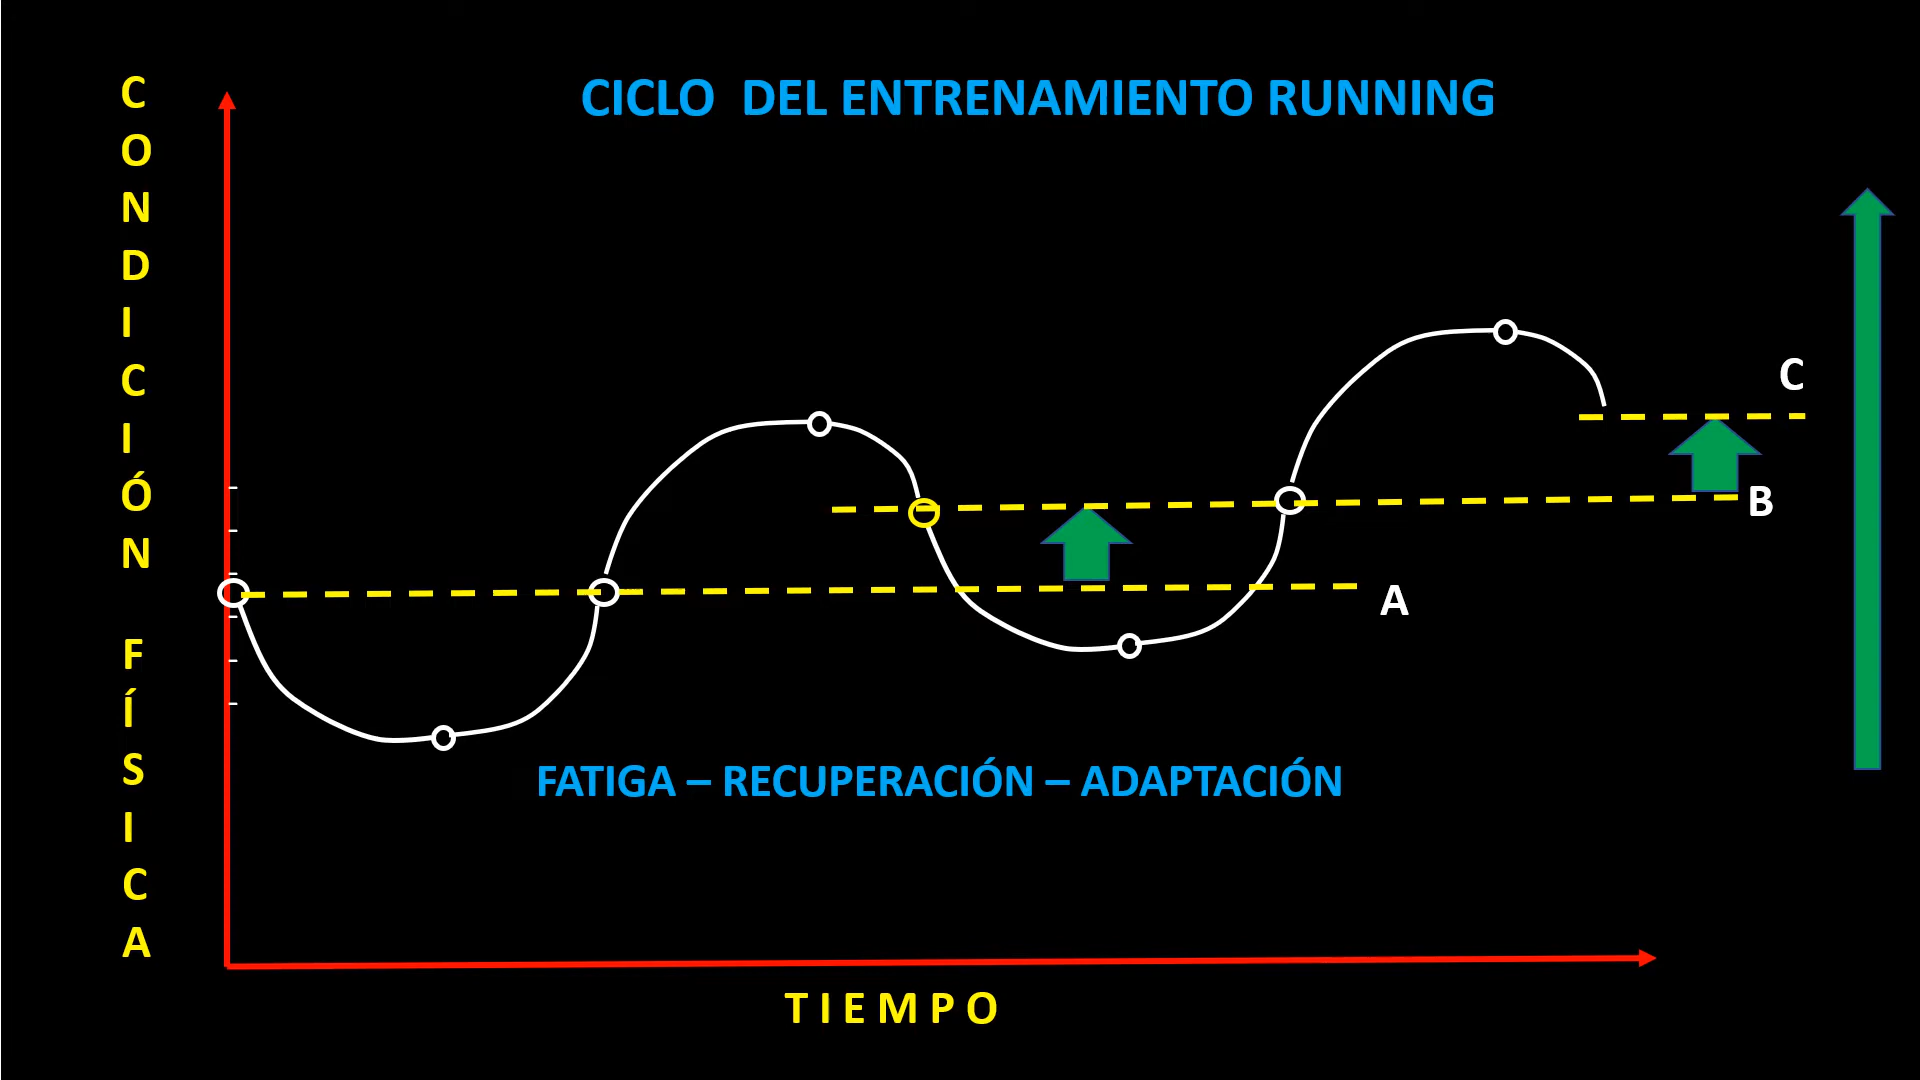 CICLO DEL ENTRENAMIENTO RUNNING
CONDICIÓN FÍSICA
C
B
A
FATIGA – RECUPERACIÓN – ADAPTACIÓN
TIEMPO